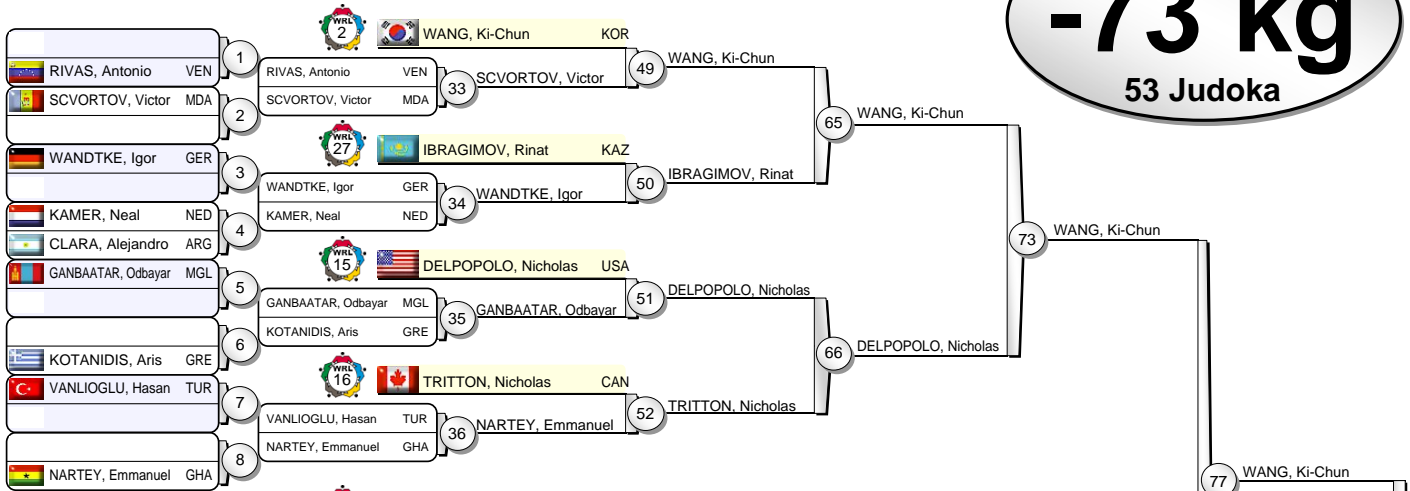 -73 kg
53 Judoka
RIVAS, Antonio VEN
SCVORTOV, Victor MDA
WANDTKE, Igor GER
KAMER, Neal NED
CLARA, Alejandro ARG
GANBAATAR, Odbayar MGL
KOTANIDIS, Aris GRE
VANLIOGLU, Hasan TUR
NARTEY, Emmanuel GHA
1
2
3
4
5
6
7
8
WRL 2 WANG, Ki-Chun KOR
RIVAS, Antonio VEN
SCVORTOV, Victor MDA
33
SCVORTOV, Victor
WRL 27 IBRAGIMOV, Rinat KAZ
WANDTKE, Igor GER
KAMER, Neal NED
34
WANDTKE, Igor
WRL 15 DELPOPOLO, Nicholas USA
GANBAATAR, Odbayar MGL
KOTANIDIS, Aris GRE
35
GANBAATAR, Odbayar
WRL 16 TRITTON, Nicholas CAN
VANLIOGLU, Hasan TUR
NARTEY, Emmanuel GHA
36
NARTEY, Emmanuel
49
WANG, Ki-Chun
50
IBRAGIMOV, Rinat
51
DELPOPOLO, Nicholas
52
TRITTON, Nicholas
65
WANG, Ki-Chun
66
DELPOPOLO, Nicholas
73
WANG, Ki-Chun
77
WANG, Ki-Chun